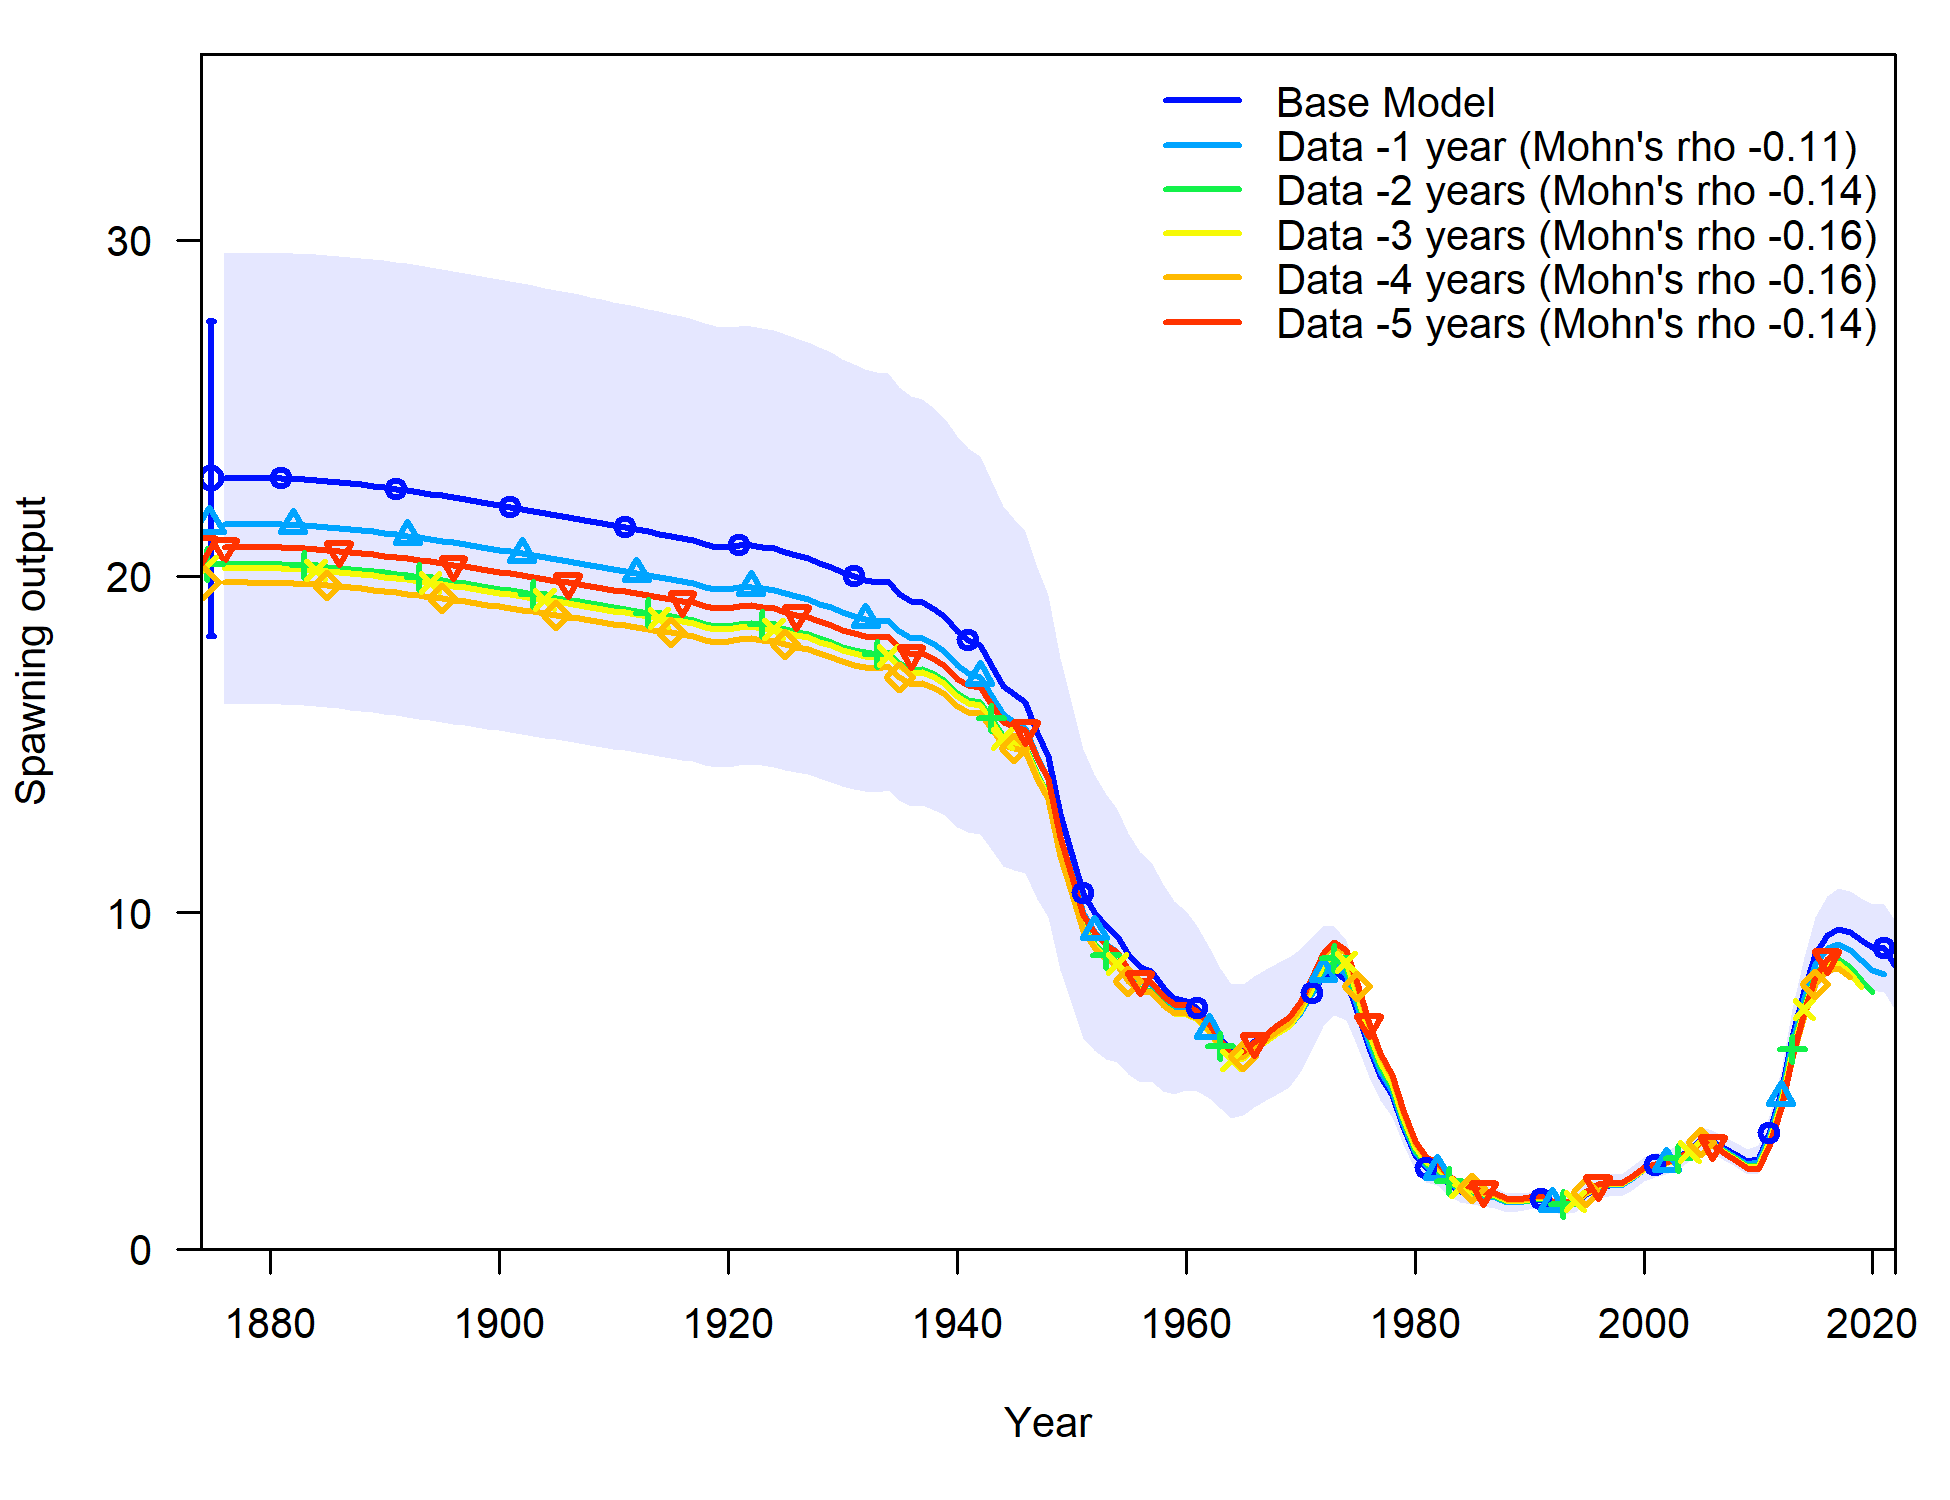 Base Model
Data -1 year (Mohn's rho -0.11)
Data -2 years (Mohn's rho -0.14)
Data -3 years (Mohn's rho -0.16)
Data -4 years (Mohn's rho -0.16)
Data -5 years (Mohn's rho -0.14)
Spawning output
30
20
10
0
1880 1900 1920 1940 1960 1980 2000 2020
Year